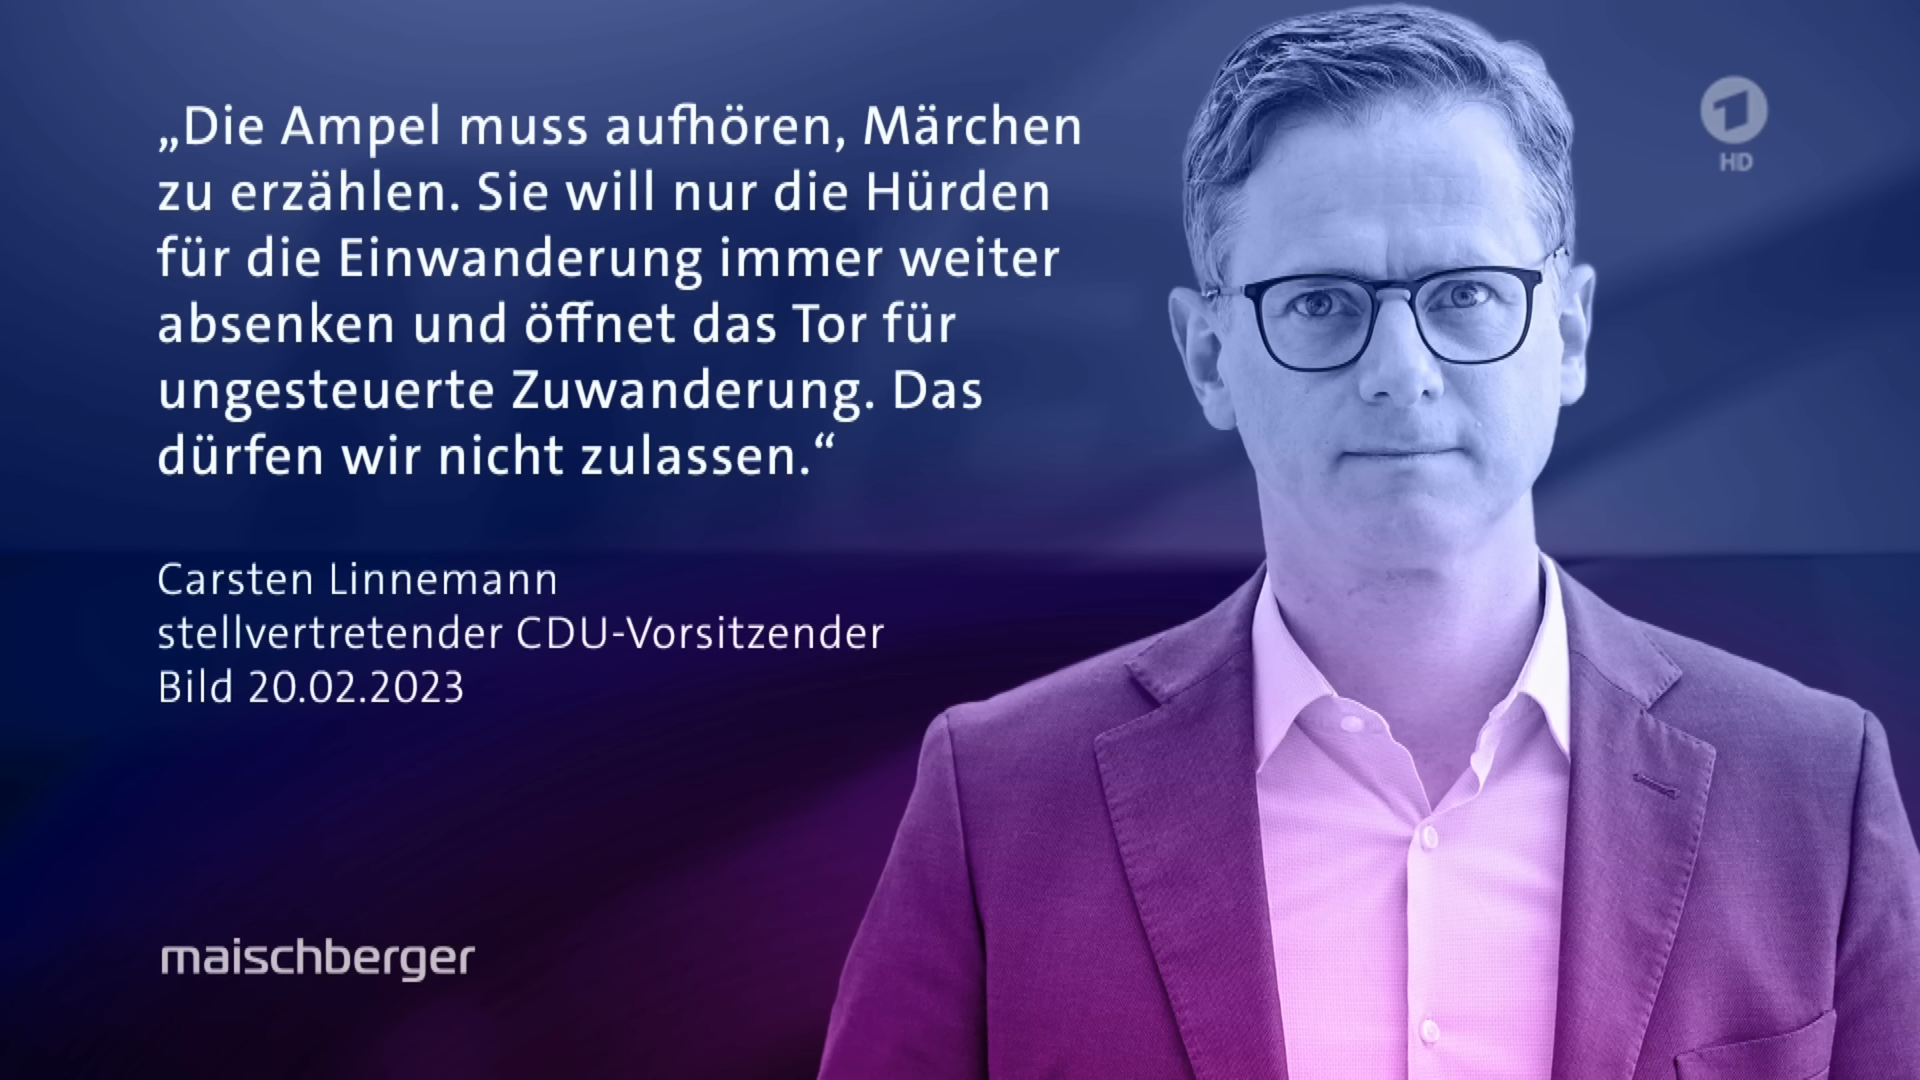 „Die Ampel muss aufhören, Märchen
zu erzählen. Sie will nur die Hürden
für die Einwanderung immer weiter
absenken und öffnet das Tor für
ungesteuerte Zuwanderung. Das
dürfen wir nicht zulassen.“
Carsten Linnemann
stellvertretender CDU-Vorsitzender
Bild 20.02.2023
maischberger
1
HD